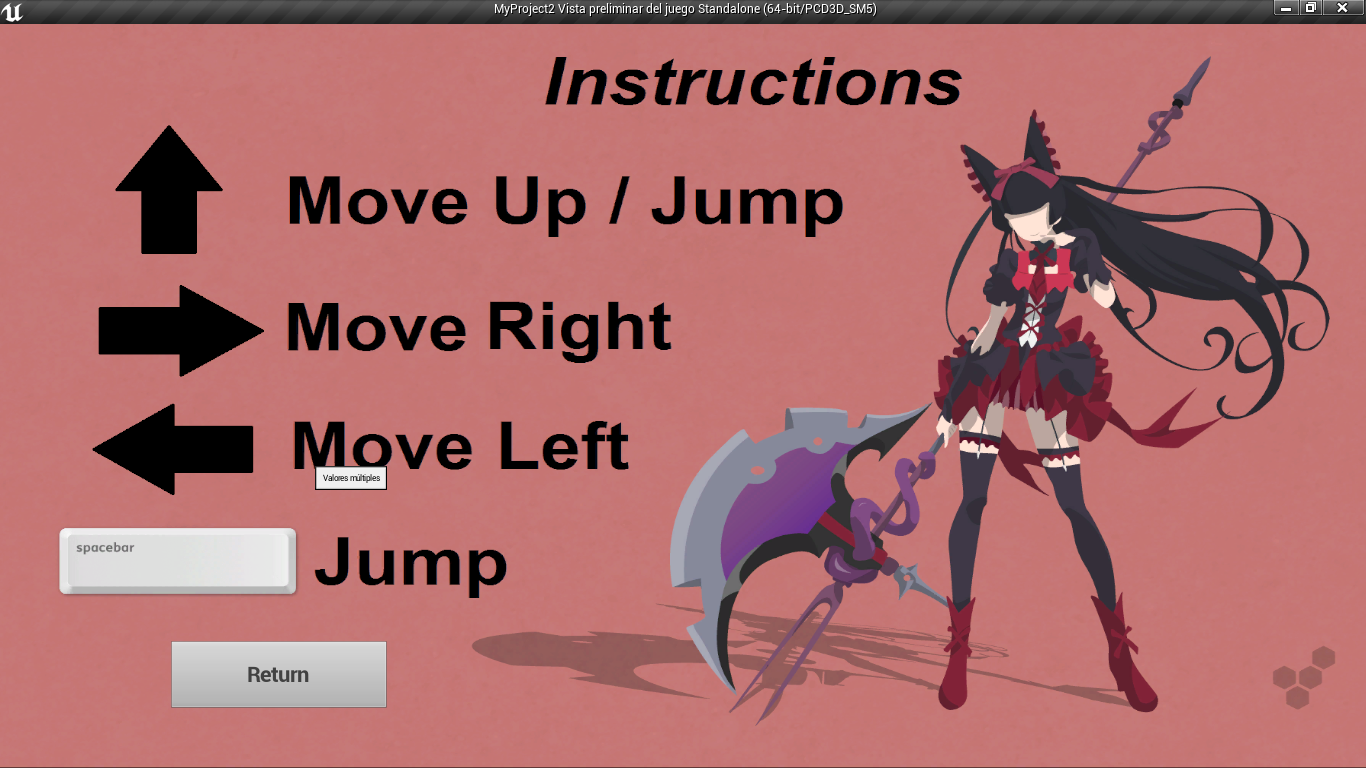 MyProject2 Vista preliminar del juego Standalone (64-bit/PCD3D_SM5)
Instructions
Move Up / Jump
Move Right
Move Left
Valores múltiples
spacebar
Jump
Return